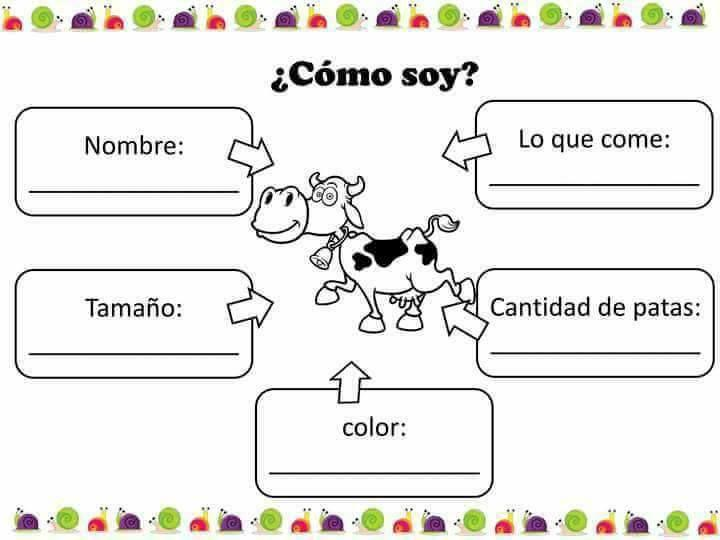 ¿Cómo soy?
Nombre:
Lo que come:
Tamaño:
Cantidad de patas:
color: